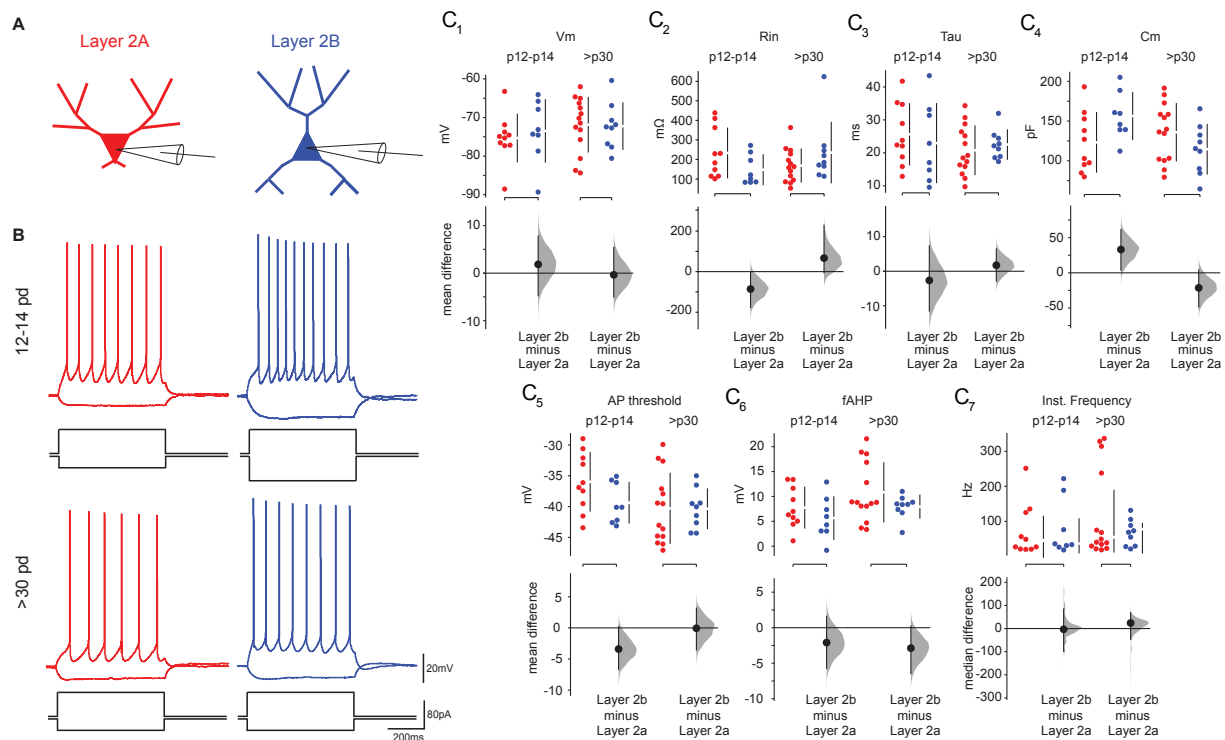 A
Layer 2A
Layer 2B
B
12-14 pd
>30 pd
20mV
80pA
200ms
C1
Vm
p12-p14
>p30
mV
-60
-70
-80
-90
mean difference
10
0
-10
Layer 2b
minus
Layer 2a
Layer 2b
minus
Layer 2a
C2
Rin
p12-p14
>p30
mΩ
600
500
400
300
200
100
200
0
-200
Layer 2b
minus
Layer 2a
Layer 2b
minus
Layer 2a
C3
Tau
p12-p14
>p30
ms
40
30
20
10
10
0
-10
Layer 2b
minus
Layer 2a
Layer 2b
minus
Layer 2a
C4
Cm
p12-p14
>p30
pF
200
150
100
50
0
-50
Layer 2b
minus
Layer 2a
Layer 2b
minus
Layer 2a
C5
AP threshold
p12-p14
>p30
mV
-30
-35
-40
-45
mean difference
5
0
-5
-10
Layer 2b
minus
Layer 2a
Layer 2b
minus
Layer 2a
C6
fAHP
p12-p14
>p30
mV
20
15
10
5
0
5
0
-5
-10
Layer 2b
minus
Layer 2a
Layer 2b
minus
Layer 2a
C7
Inst. Frequency
p12-p14
>p30
Hz
300
200
100
median difference
200
100
0
-100
-200
-300
Layer 2b
minus
Layer 2a
Layer 2b
minus
Layer 2a